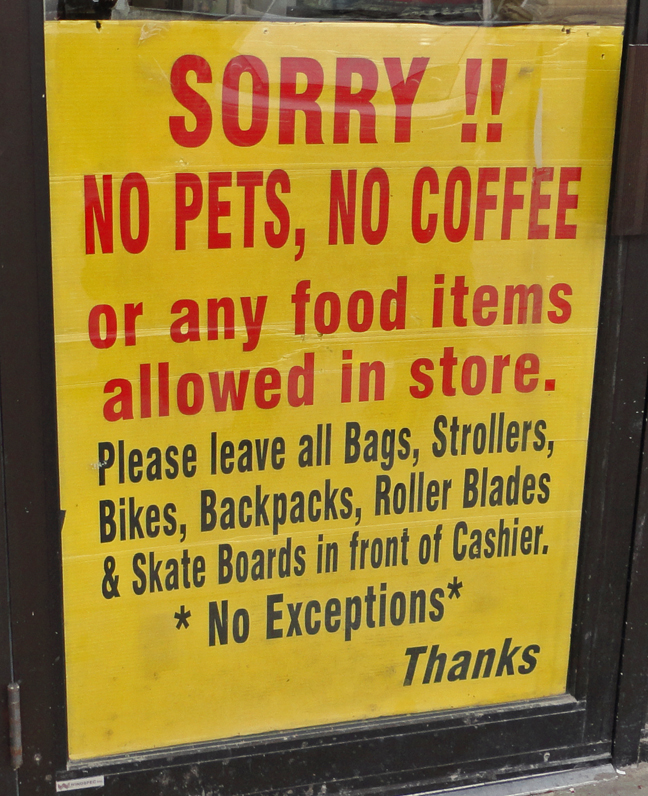 SORRY !!
NO PETS, NO COFFEE
or any food items
allowed in store.
Please leave all Bags, Strollers,
Bikes, Backpacks, Roller Blades
& Skate Boards in front of Cashier.
* No Exceptions*
Thanks